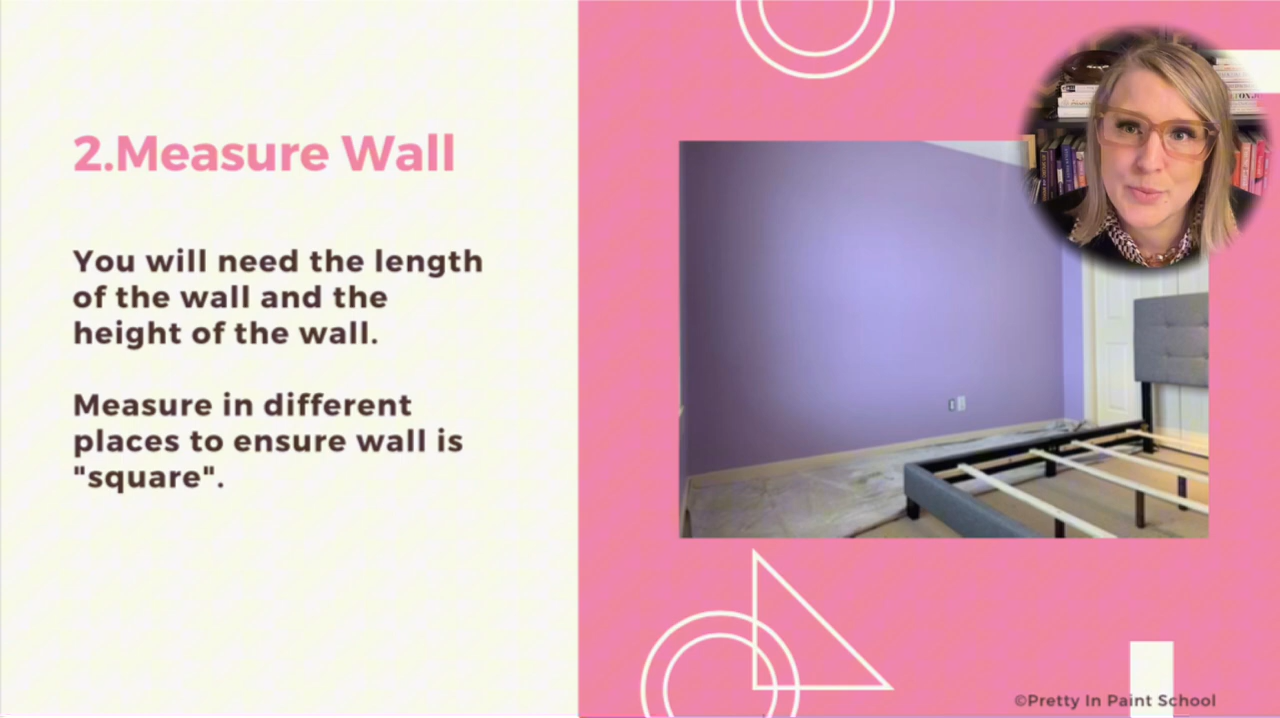 2.Measure Wall
You will need the length
of the wall and the
height of the wall.
Measure in different
places to ensure wall is
"square".
©Pretty In Paint School